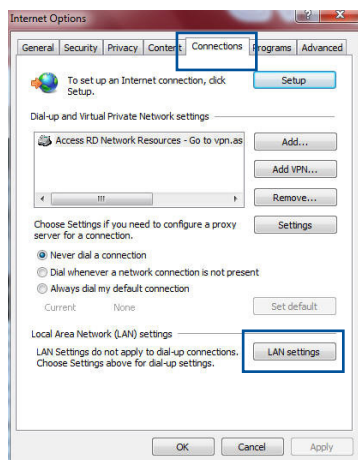 Internet Options
General Security Privacy Content Connections Programs Advanced
To set up an Internet connection, click
Setup.
Setup
Dial-up and Virtual Private Network settings
Access RD Network Resources - Go to vpn.as
Add...
Add VPN...
Remove...
Choose Settings if you need to configure a proxy
server for a connection.
Settings
Never dial a connection
Dial whenever a network connection is not present
Always dial my default connection
Current None
Set default
Local Area Network (LAN) settings
LAN Settings do not apply to dial-up connections.
Choose Settings above for dial-up settings.
LAN settings
OK Cancel Apply